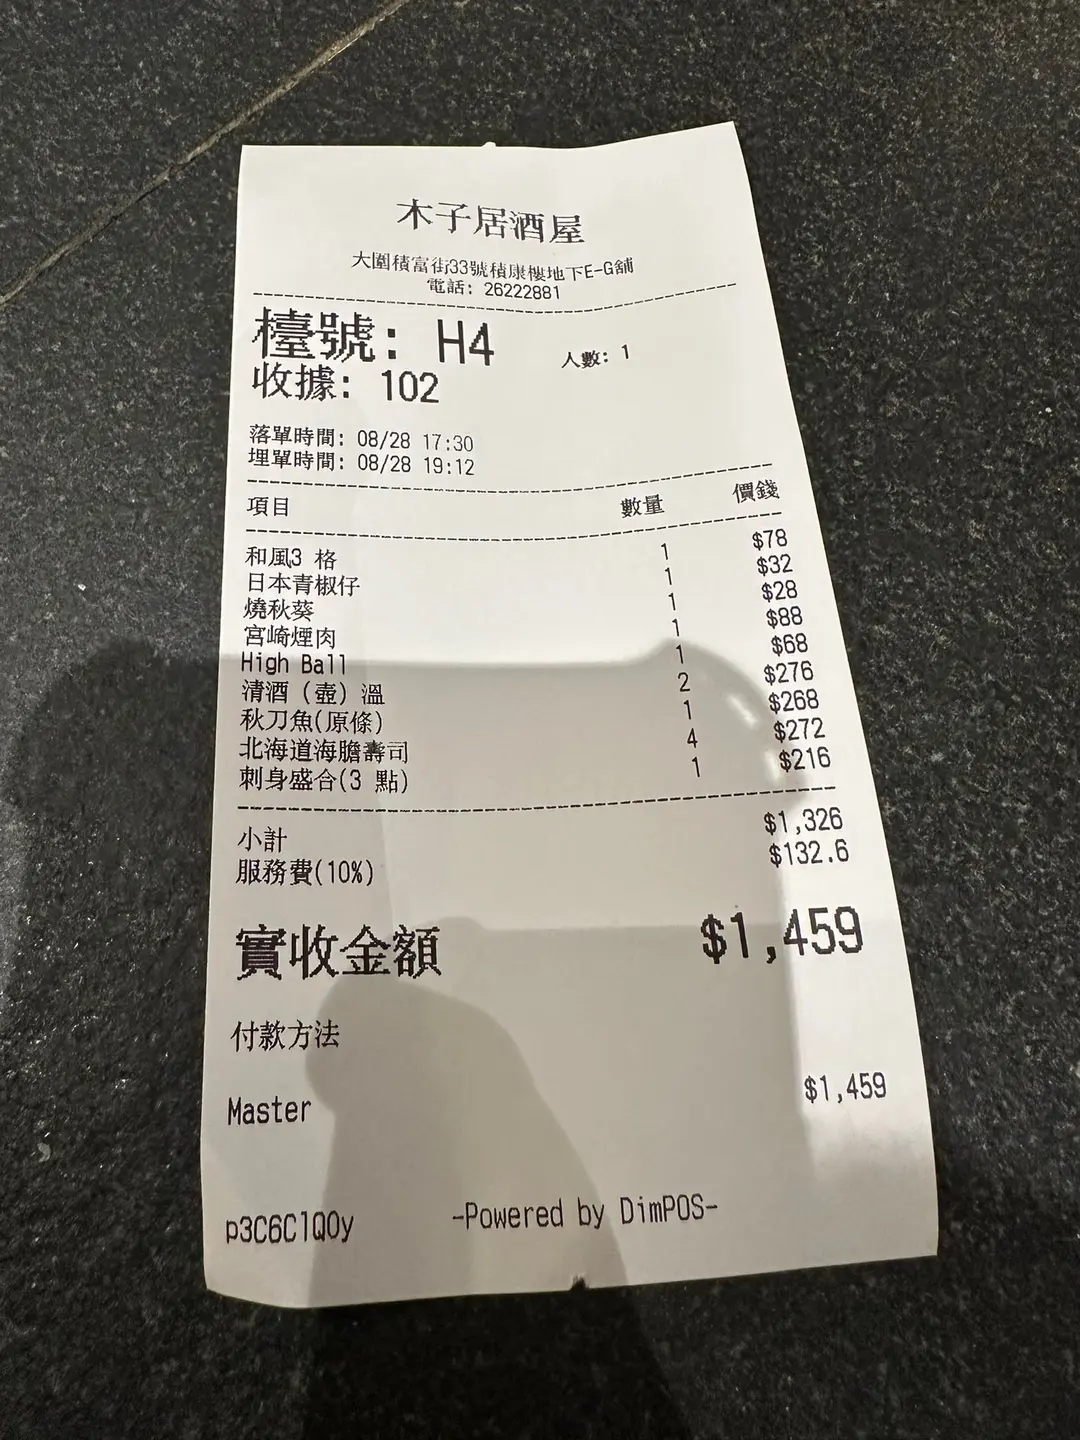 木子居酒屋
大圍積富街33號積康樓地下E-G舖
電話: 26222881
檯號: H4 人數: 1
收據: 102
落單時間: 08/28 17:30
埋單時間: 08/28 19:12
項目 數量 價錢
和風3 格 1 $78
日本青椒仔 1 $32
燒秋葵 1 $28
宮崎煙肉 1 $88
High Ball 1 $68
清酒 (壺) 溫 2 $276
秋刀魚(原條) 1 $268
北海道海膽壽司 4 $272
刺身盛合(3 點) 1 $216
小計 $1,326
服務費(10%) $132.6
實收金額 $1,459
付款方法
Master $1,459
p3C6C1Q0y -Powered by DimPOS-